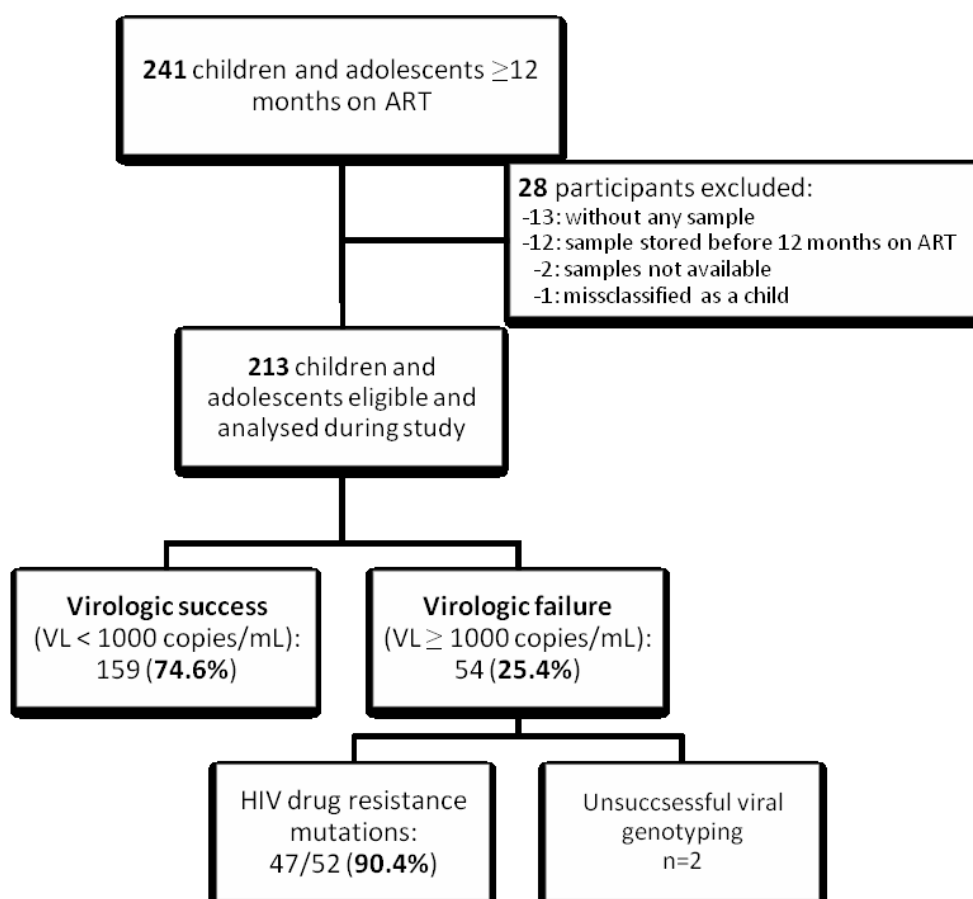 241 children and adolescents ≥12
months on ART
28 participants excluded:
-13: without any sample
-12: sample stored before 12 months on ART
-2: samples not available
-1: missclassified as a child
213 children and
adolescents eligible and
analysed during study
Virologic success
(VL < 1000 copies/mL):
159 (74.6%)
Virologic failure
(VL ≥ 1000 copies/mL):
54 (25.4%)
HIV drug resistance
mutations:
47/52 (90.4%)
Unsuccsessful viral
genotyping
n=2